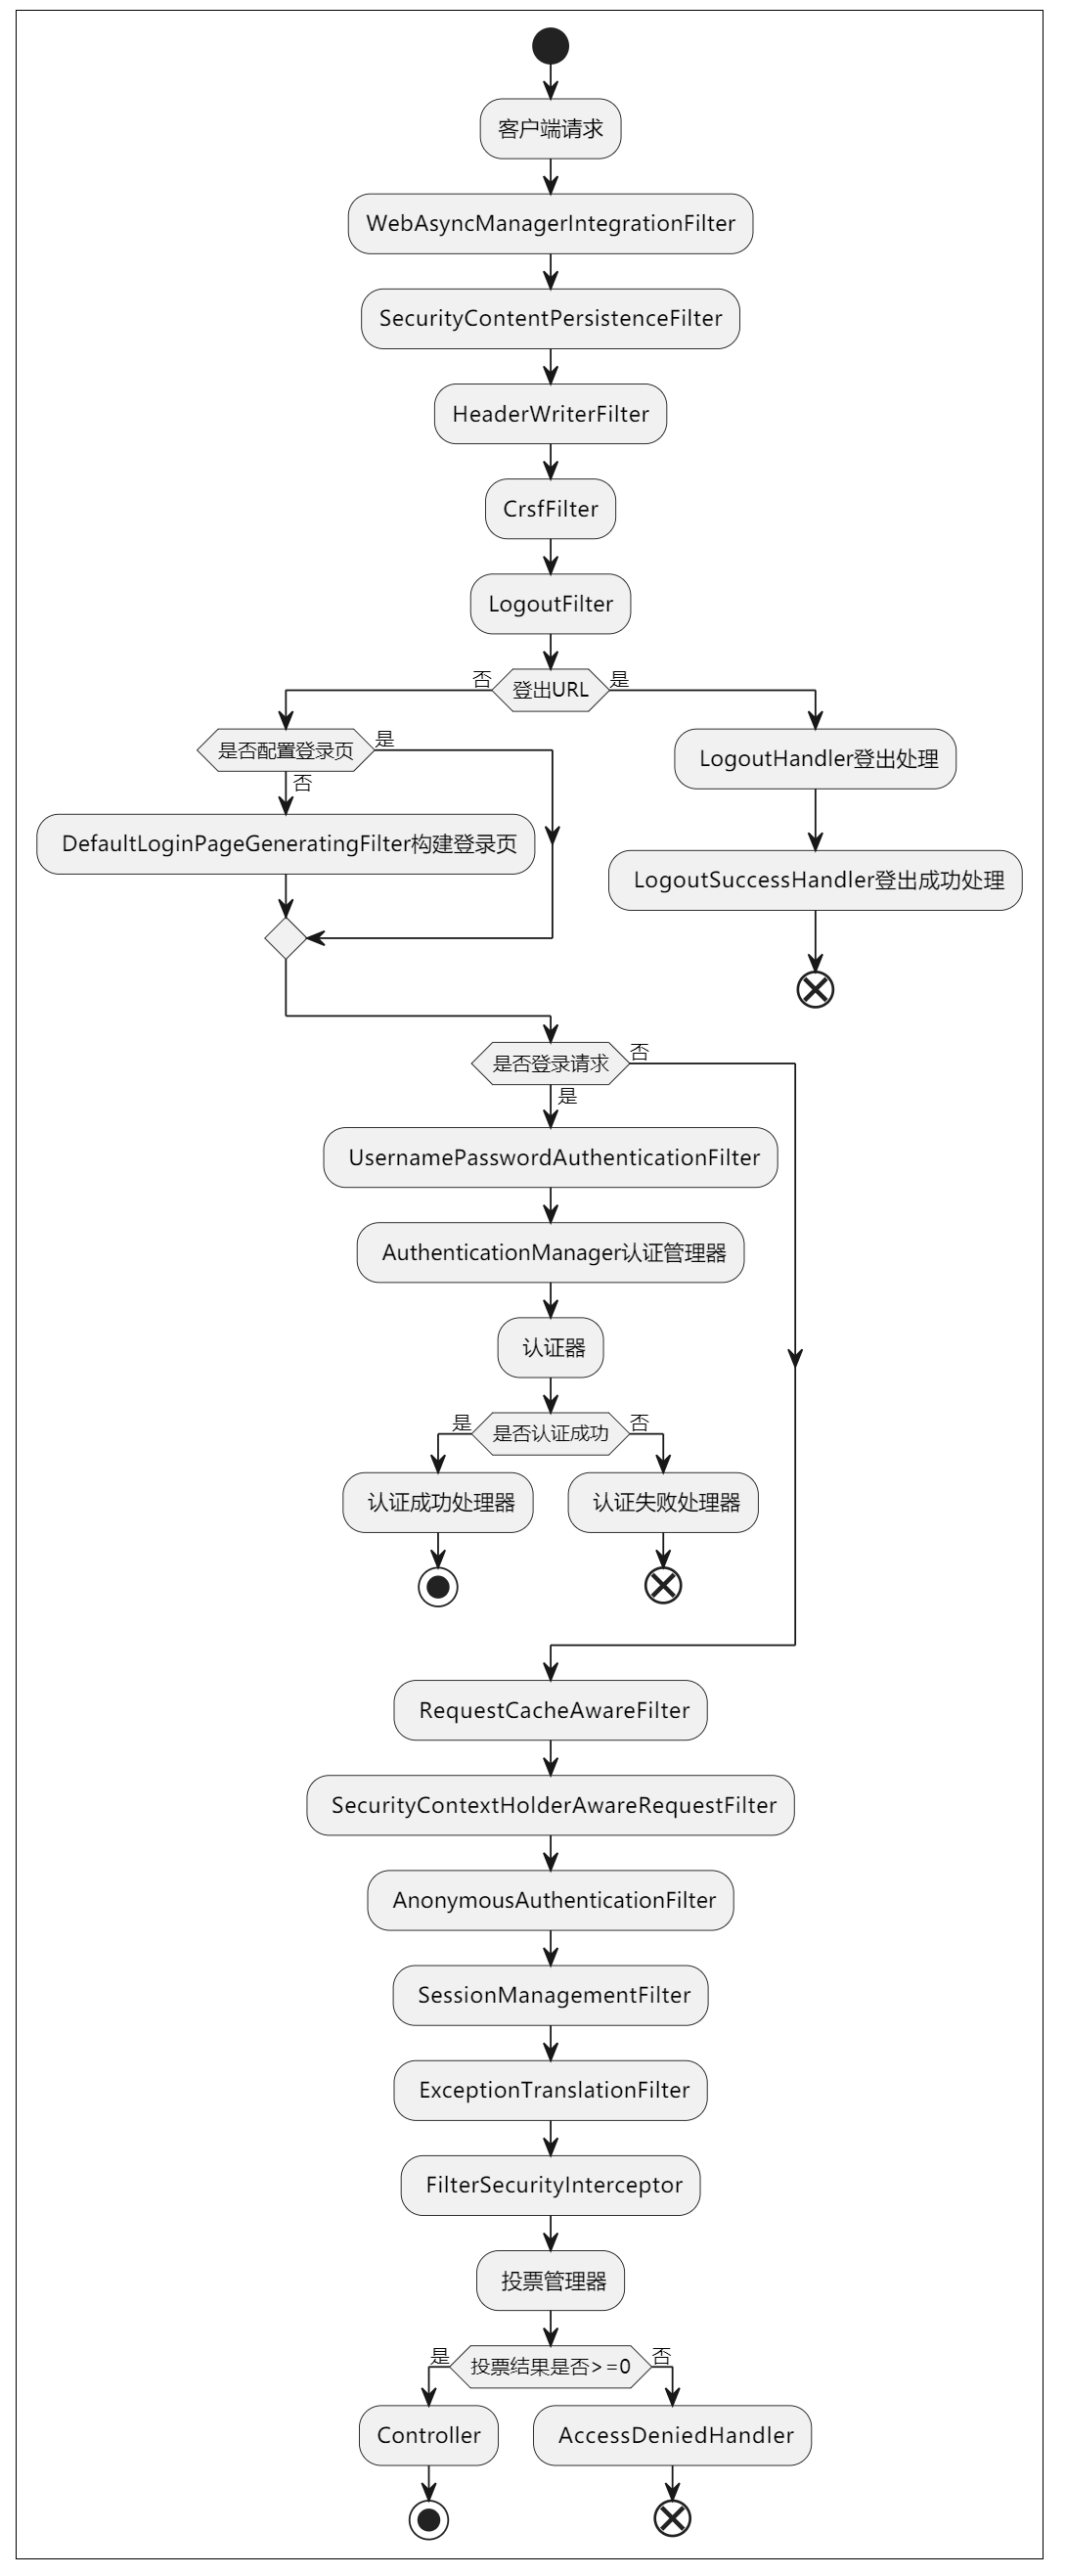 客户端请求
WebAsyncManagerIntegrationFilter
SecurityContentPersistenceFilter
HeaderWriterFilter
CrsfFilter
LogoutFilter
否
登出URL
是
是否配置登录页
是
否
DefaultLoginPageGeneratingFilter构建登录页
LogoutHandler登出处理
LogoutSuccessHandler登出成功处理
是否登录请求
否
是
UsernamePasswordAuthenticationFilter
AuthenticationManager认证管理器
认证器
是
是否认证成功
否
认证成功处理器
认证失败处理器
RequestCacheAwareFilter
SecurityContextHolderAwareRequestFilter
AnonymousAuthenticationFilter
SessionManagementFilter
ExceptionTranslationFilter
FilterSecurityInterceptor
投票管理器
是
投票结果是否>=0
否
Controller
AccessDeniedHandler